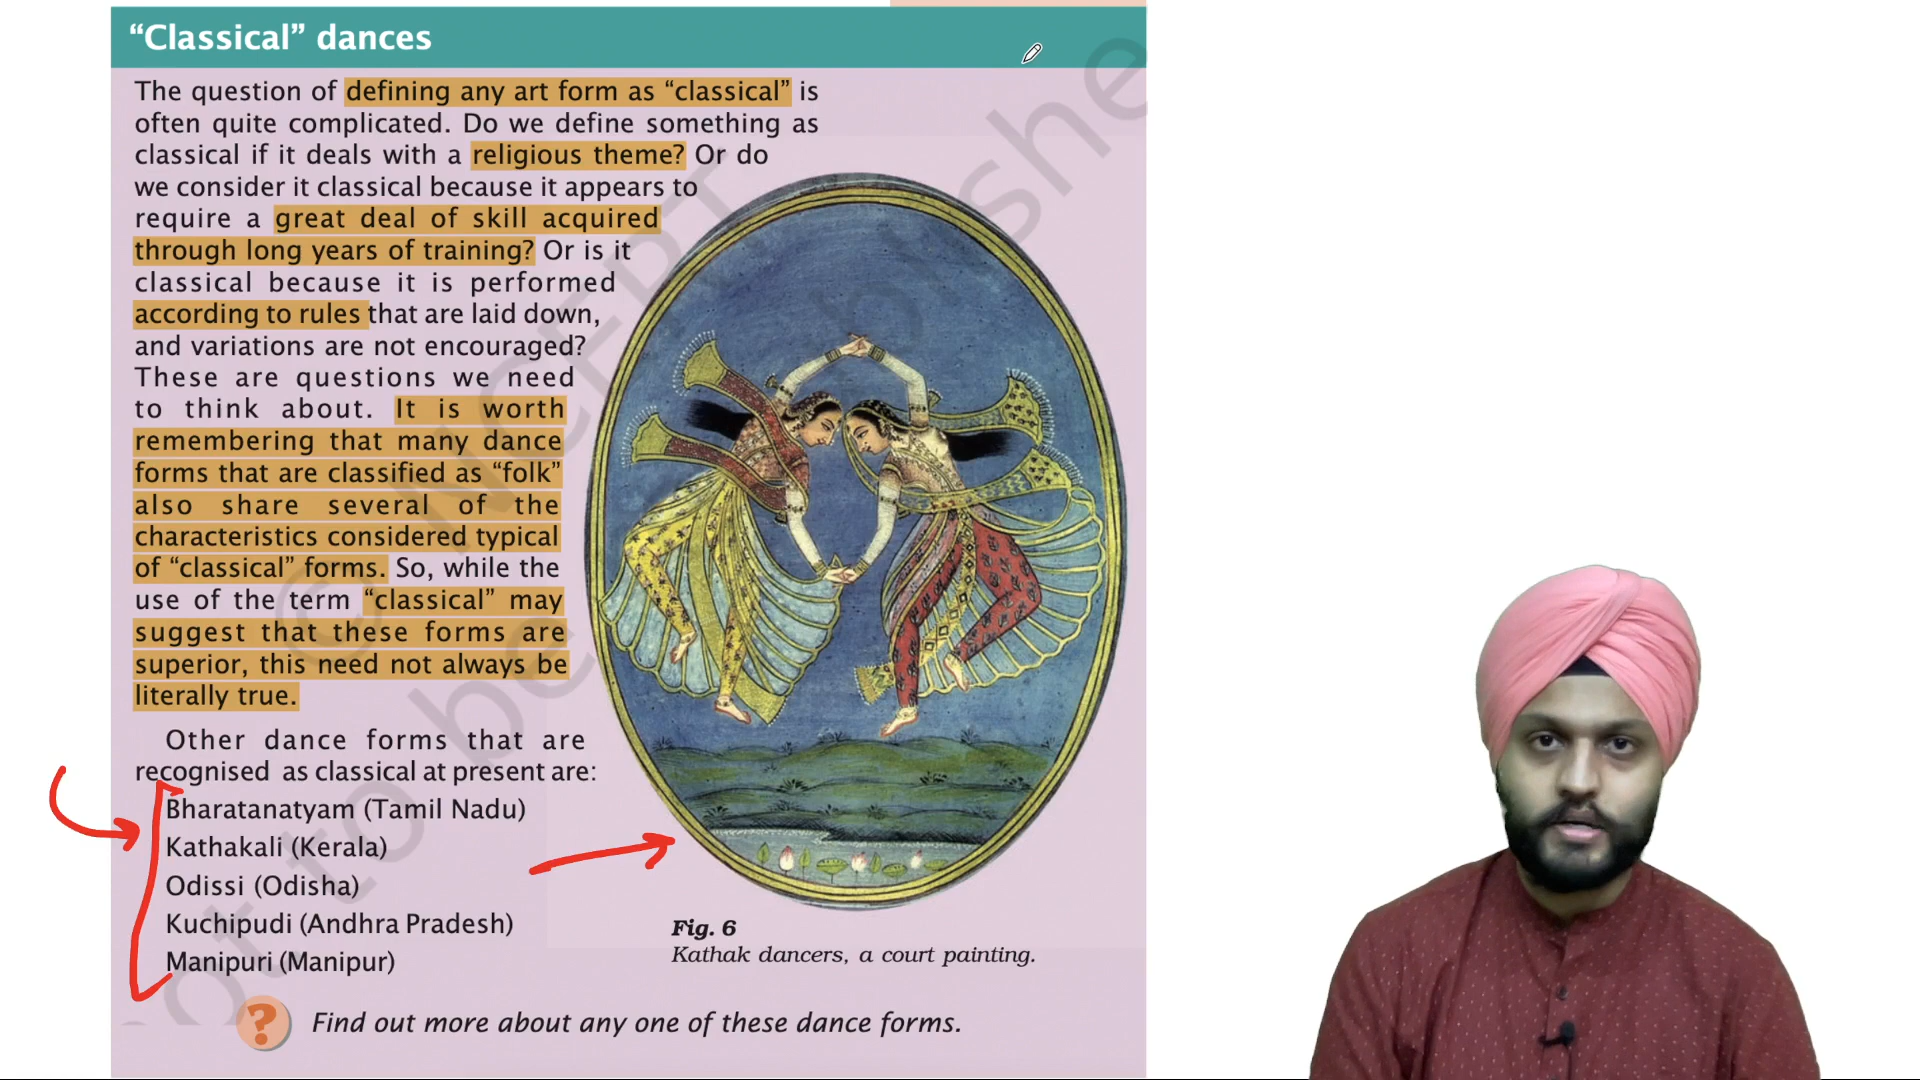 “Classical” dances
The question of defining any art form as “classical” is
often quite complicated. Do we define something as
classical if it deals with a religious theme? Or do
we consider it classical because it appears to
require a great deal of skill acquired
through long years of training? Or is it
classical because it is performed
according to rules that are laid down,
and variations are not encouraged?
These are questions we need
to think about. It is worth
remembering that many dance
forms that are classified as “folk”
also share several of the
characteristics considered typical
of “classical” forms. So, while the
use of the term “classical” may
suggest that these forms are
superior, this need not always be
literally true.
Other dance forms that are
recognised as classical at present are:
Bharatanatyam (Tamil Nadu)
Kathakali (Kerala)
Odissi (Odisha)
Kuchipudi (Andhra Pradesh)
Manipuri (Manipur)
Fig. 6
Kathak dancers, a court painting.
? Find out more about any one of these dance forms.
© NCERT
not to be